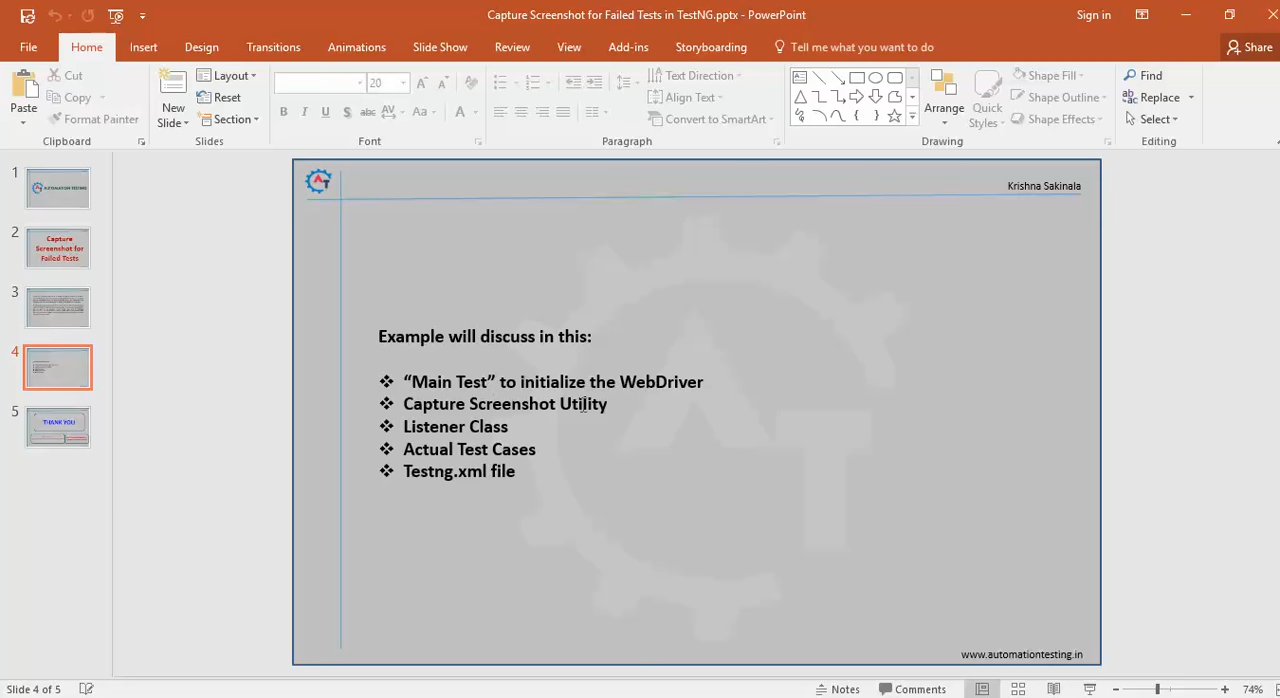 Capture Screenshot for Failed Tests in TestNG.pptx - PowerPoint
Sign in
File Home Insert Design Transitions Animations Slide Show Review View Add-ins Storyboarding Tell me what you want to do Share
Paste
Cut
Copy
Format Painter
Clipboard
New Slide
Layout
Reset
Section
Slides
20
B I U S abc AV Aa A
Font
Text Direction
Align Text
Convert to SmartArt
Paragraph
Arrange
Quick Styles
Shape Fill
Shape Outline
Shape Effects
Drawing
Find
Replace
Select
Editing
1
AUTOMATION TESTING
2
Capture
Screenshot for
Failed Tests
3
4
5
THANK YOU
AT
Krishna Sakinala
Example will discuss in this:
❖ “Main Test” to initialize the WebDriver
❖ Capture Screenshot Utility
❖ Listener Class
❖ Actual Test Cases
❖ Testng.xml file
www.automationtesting.in
Slide 4 of 5
Notes
Comments
74%